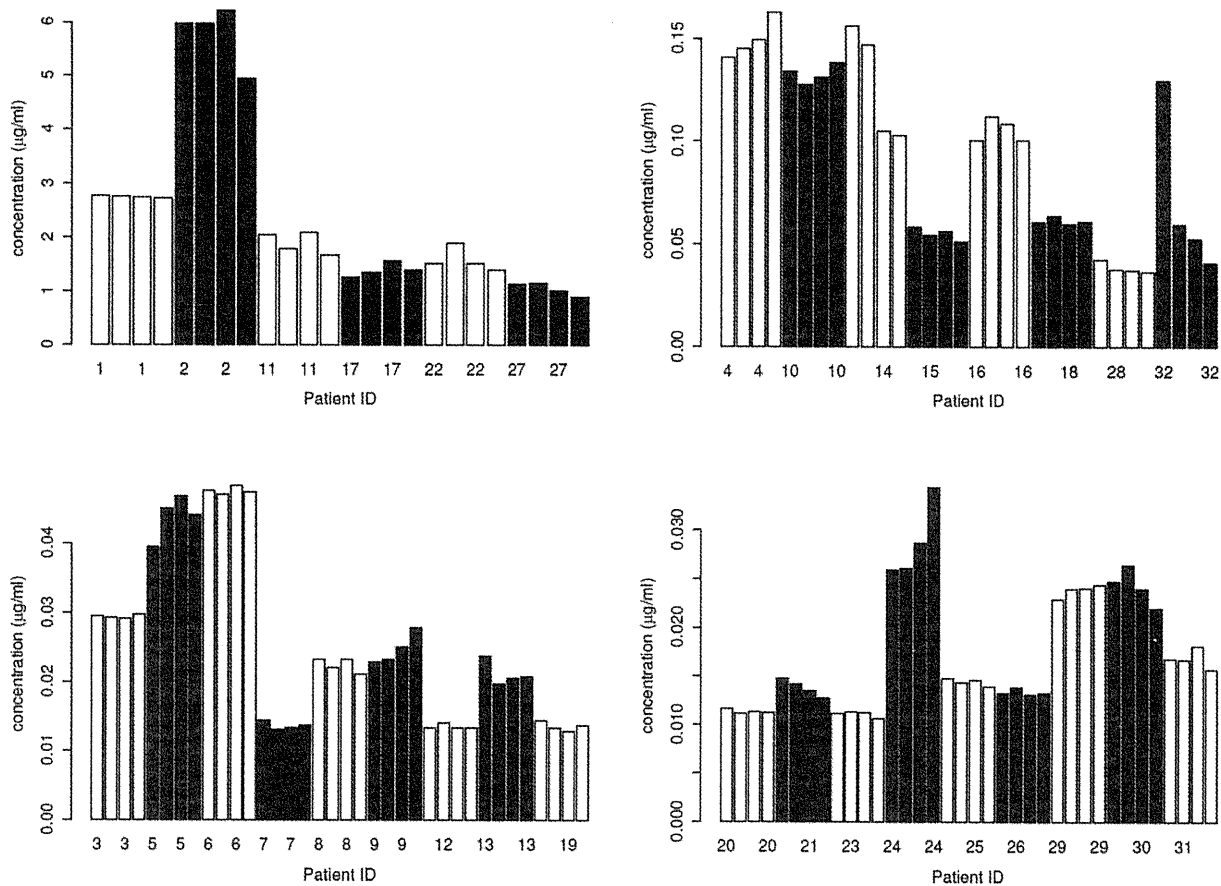 concentration (µg/ml)
6
5
4
3
2
1
0
1 1 2 2 11 11 17 17 22 22 27 27
Patient ID
concentration (µg/ml)
0.15
0.10
0.05
0.00
4 4 10 10 14 15 16 16 18 28 32 32
Patient ID
concentration (µg/ml)
0.04
0.03
0.02
0.01
0.00
3 3 5 5 6 6 7 7 8 8 9 9 12 13 13 19
Patient ID
concentration (µg/ml)
0.030
0.020
0.010
0.000
20 20 21 23 24 24 25 26 29 29 30 31
Patient ID